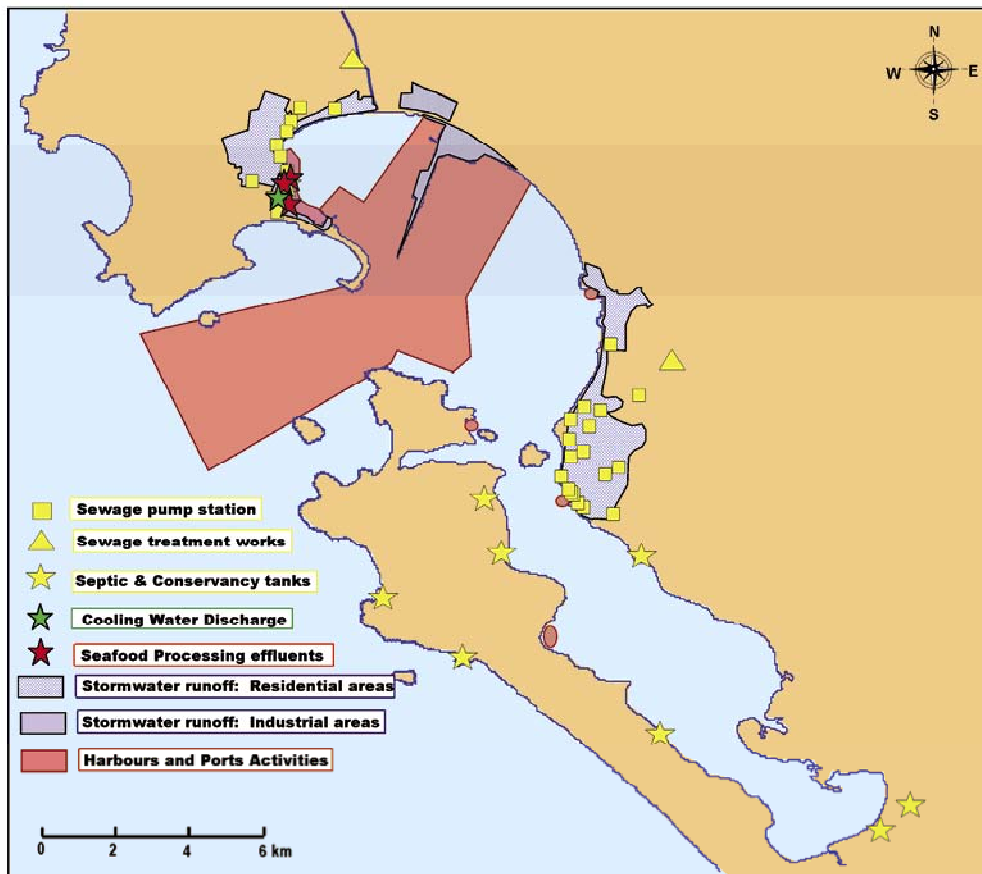 N
W E
S
Sewage pump station
Sewage treatment works
Septic & Conservancy tanks
Cooling Water Discharge
Seafood Processing effluents
Stormwater runoff: Residential areas
Stormwater runoff: Industrial areas
Harbours and Ports Activities
0 2 4 6 km